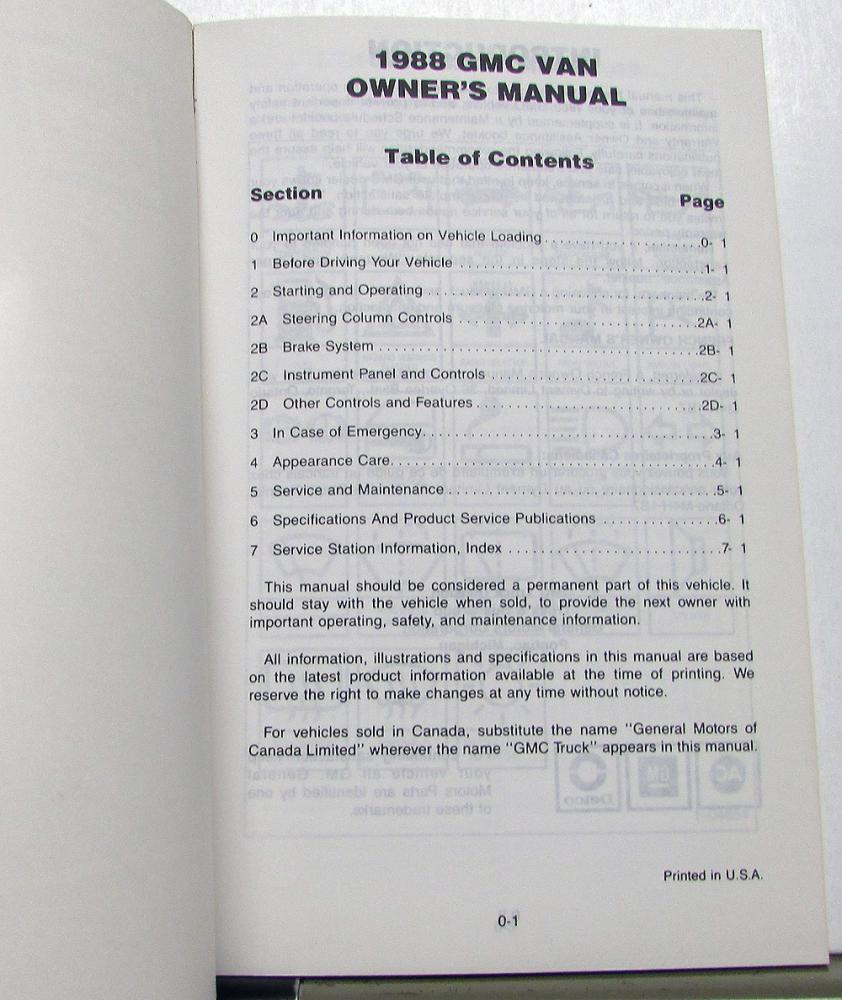 1988 GMC VAN
OWNER'S MANUAL
Table of Contents
Section Page
0 Important Information on Vehicle Loading . . . . . . . . . . . . . . . . . . . . 0- 1
1 Before Driving Your Vehicle . . . . . . . . . . . . . . . . . . . . . . . . . . . . . . 1- 1
2 Starting and Operating . . . . . . . . . . . . . . . . . . . . . . . . . . . . . . . . . . 2- 1
2A Steering Column Controls . . . . . . . . . . . . . . . . . . . . . . . . . . . . . 2A- 1
2B Brake System . . . . . . . . . . . . . . . . . . . . . . . . . . . . . . . . . . . . . . . 2B- 1
2C Instrument Panel and Controls . . . . . . . . . . . . . . . . . . . . . . . . . 2C- 1
2D Other Controls and Features . . . . . . . . . . . . . . . . . . . . . . . . . . . 2D- 1
3 In Case of Emergency. . . . . . . . . . . . . . . . . . . . . . . . . . . . . . . . . . . 3- 1
4 Appearance Care. . . . . . . . . . . . . . . . . . . . . . . . . . . . . . . . . . . . . . . 4- 1
5 Service and Maintenance . . . . . . . . . . . . . . . . . . . . . . . . . . . . . . . . 5- 1
6 Specifications And Product Service Publications . . . . . . . . . . . . . . 6- 1
7 Service Station Information, Index . . . . . . . . . . . . . . . . . . . . . . . . . 7- 1
This manual should be considered a permanent part of this vehicle. It
should stay with the vehicle when sold, to provide the next owner with
important operating, safety, and maintenance information.
All information, illustrations and specifications in this manual are based
on the latest product information available at the time of printing. We
reserve the right to make changes at any time without notice.
For vehicles sold in Canada, substitute the name "General Motors of
Canada Limited" wherever the name "GMC Truck" appears in this manual.
Printed in U.S.A.
0-1